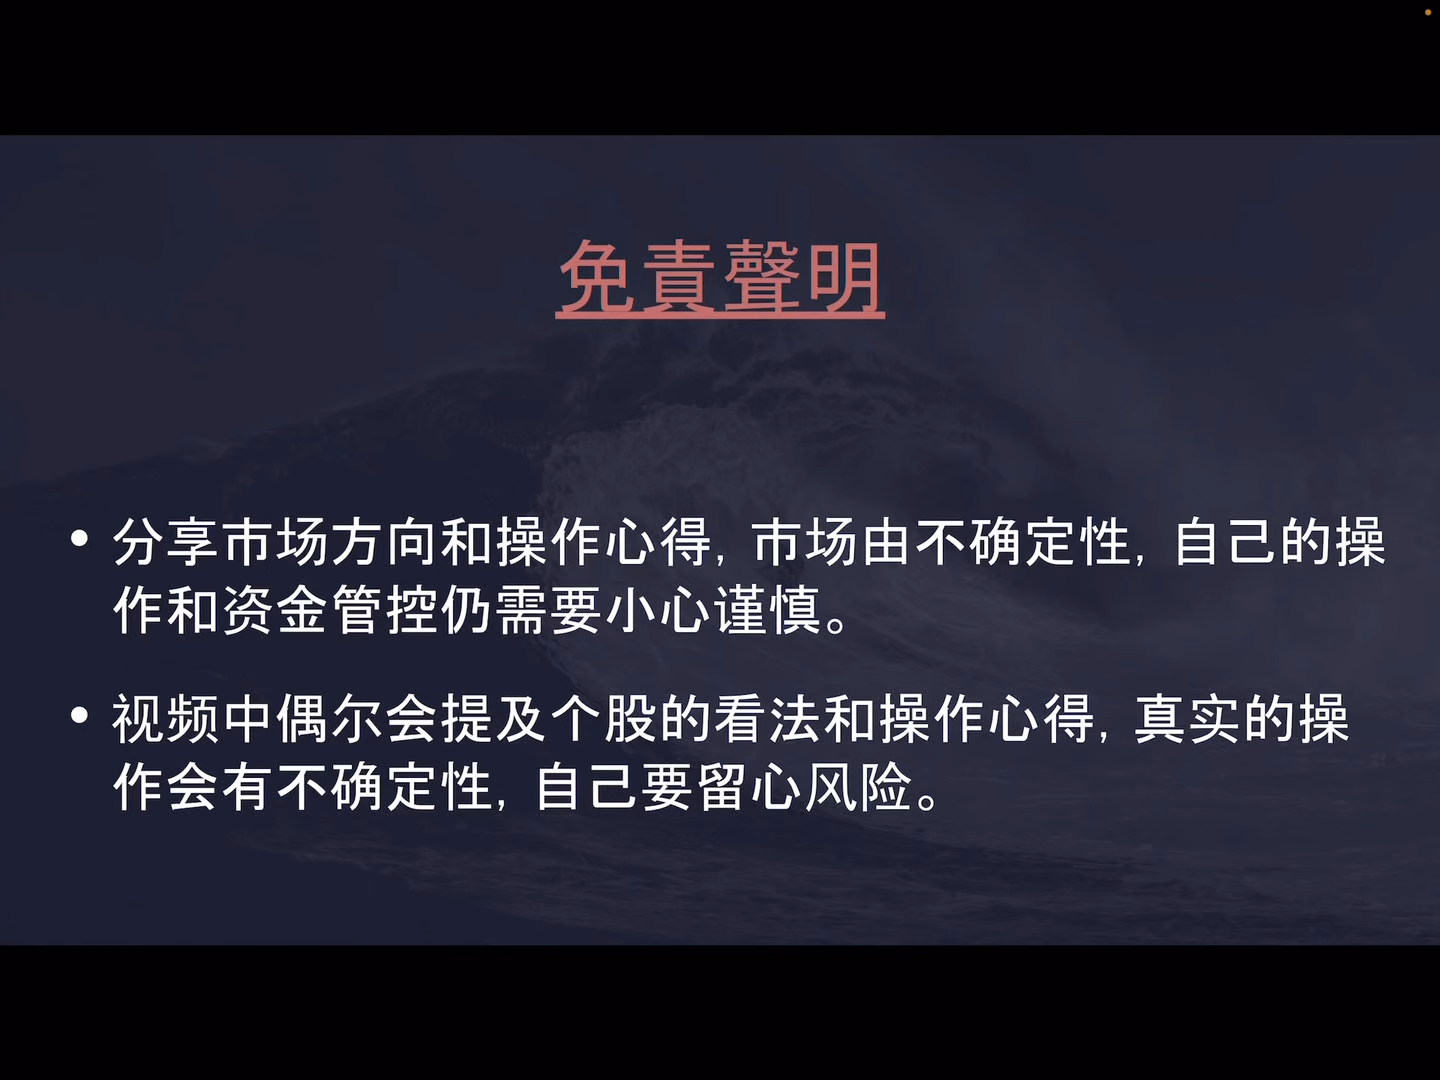 免責聲明
• 分享市场方向和操作心得, 市场由不确定性, 自己的操
作和资金管控仍需要小心谨慎。
• 视频中偶尔会提及个股的看法和操作心得, 真实的操
作会有不确定性, 自己要留心风险。